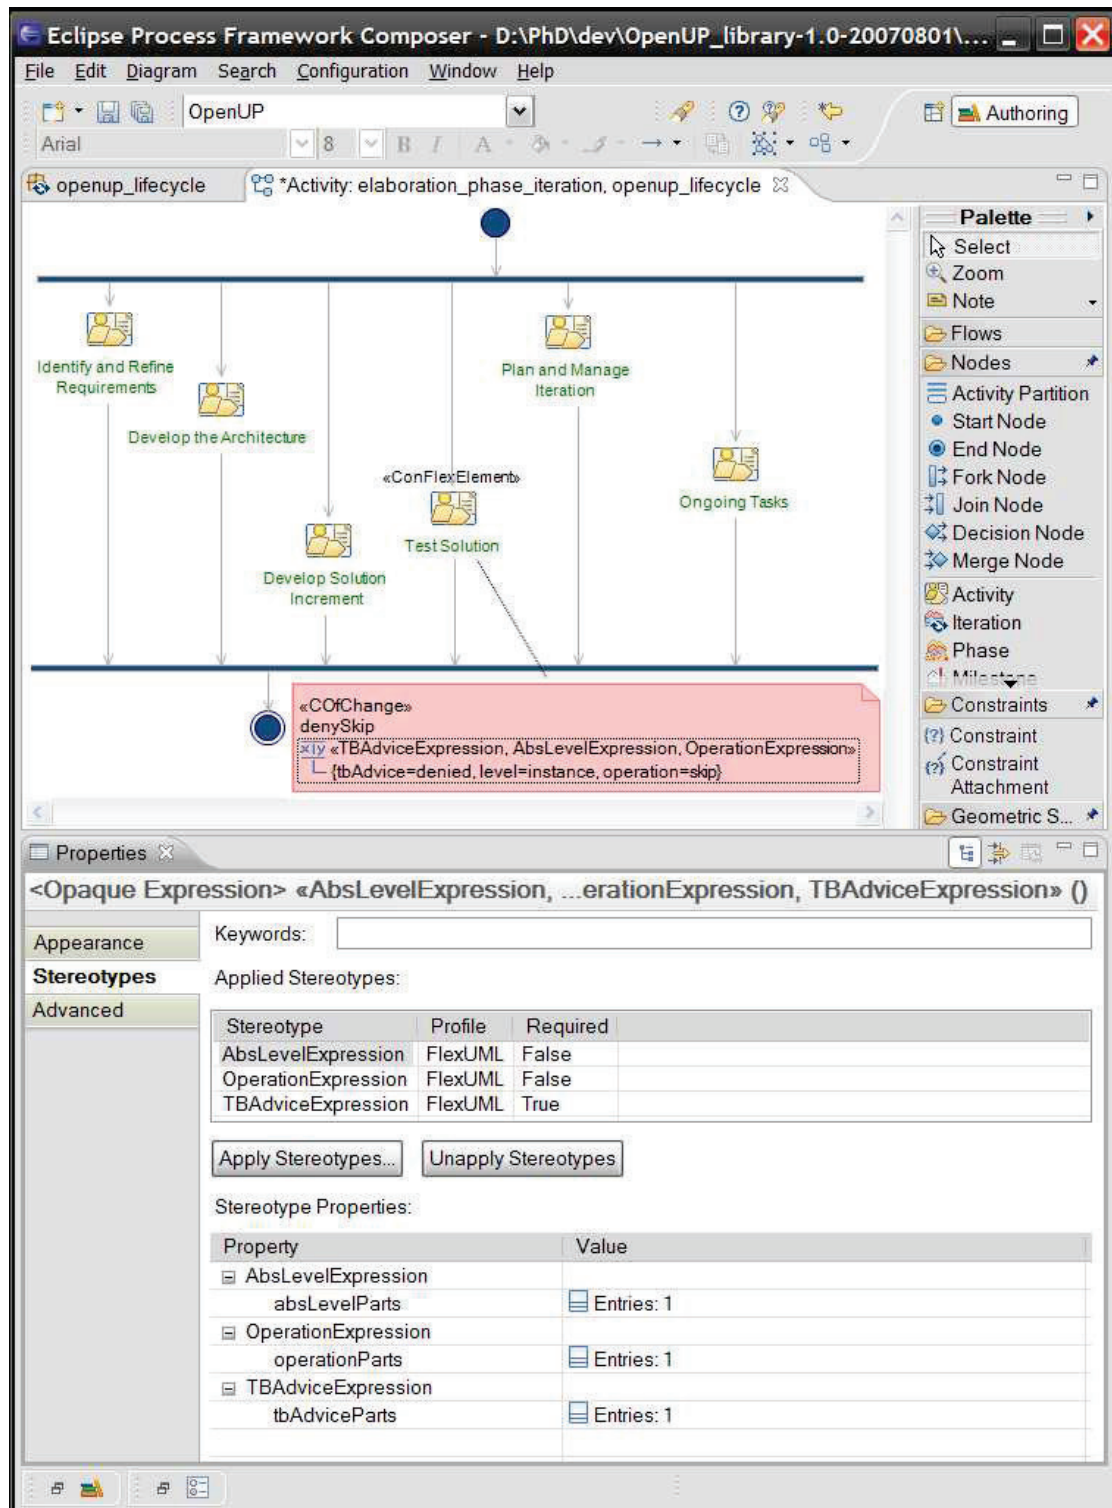 Eclipse Process Framework Composer - D:\PhD\dev\OpenUP_library-1.0-20070801\...
File Edit Diagram Search Configuration Window Help
OpenUP
Authoring
Arial 8 B I A
openup_lifecycle
*Activity: elaboration_phase_iteration, openup_lifecycle
Palette
Select
Zoom
Note
Flows
Nodes
Activity Partition
Start Node
End Node
Fork Node
Join Node
Decision Node
Merge Node
Activity
Iteration
Phase
Milestone
Constraints
{?} Constraint
{?} Constraint
Attachment
Geometric S...
Identify and Refine
Requirements
Plan and Manage
Iteration
Develop the Architecture
«ConFlexElement»
Ongoing Tasks
Test Solution
Develop Solution
Increment
«COfChange»
denySkip
x|y «TBAdviceExpression, AbsLevelExpression, OperationExpression»
{tbAdvice=denied, level=instance, operation=skip}
Properties
<Opaque Expression> «AbsLevelExpression, ...erationExpression, TBAdviceExpression» ()
Appearance
Stereotypes
Advanced
Keywords:
Applied Stereotypes:
Stereotype Profile Required
AbsLevelExpression FlexUML False
OperationExpression FlexUML False
TBAdviceExpression FlexUML True
Apply Stereotypes... Unapply Stereotypes
Stereotype Properties:
Property Value
AbsLevelExpression
absLevelParts Entries: 1
OperationExpression
operationParts Entries: 1
TBAdviceExpression
tbAdviceParts Entries: 1